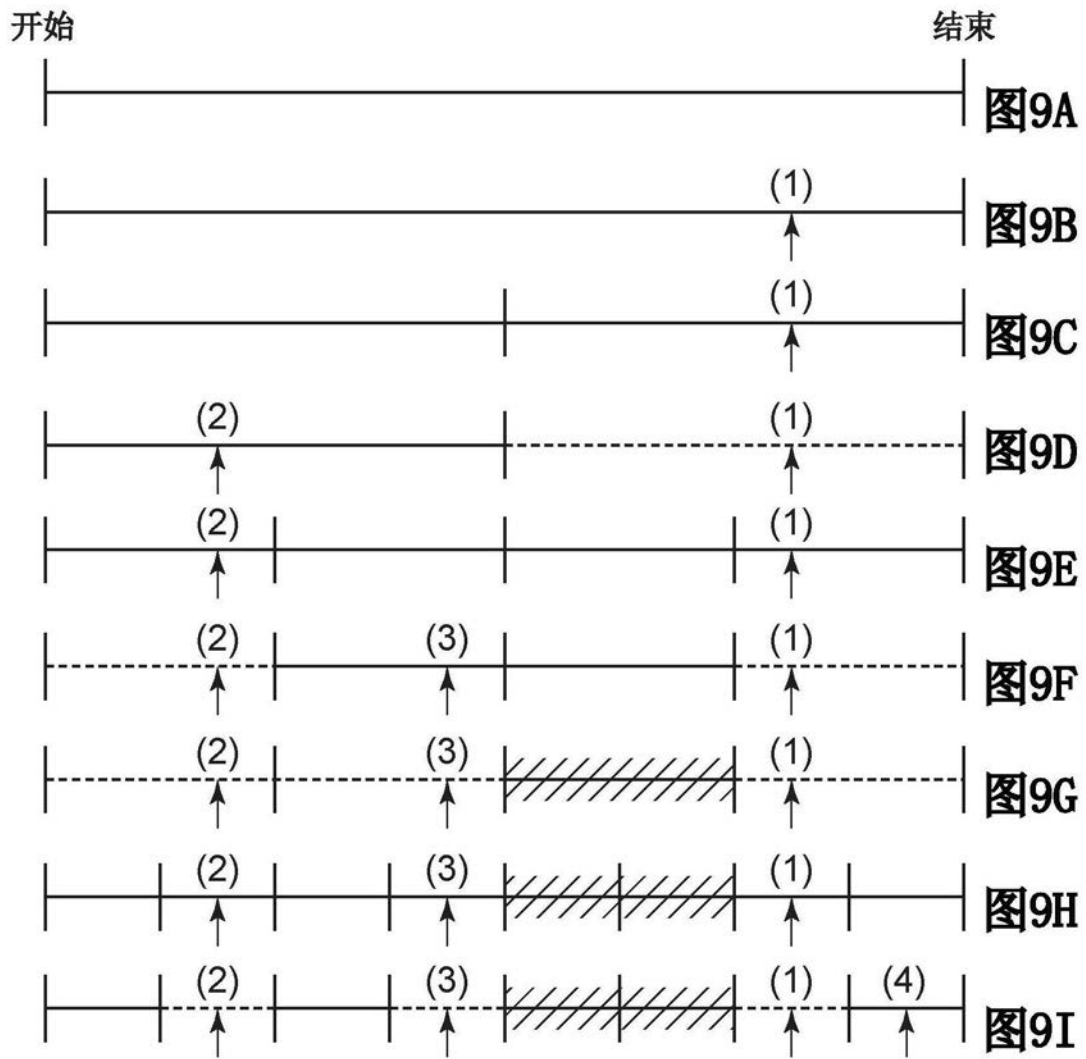 开始 结束
图9A
(1)
图9B
(1)
图9C
(2) (1)
图9D
(2) (1)
图9E
(2) (3) (1)
图9F
(2) (3) (1)
图9G
(2) (3) (1)
图9H
(2) (3) (1) (4)
图9I